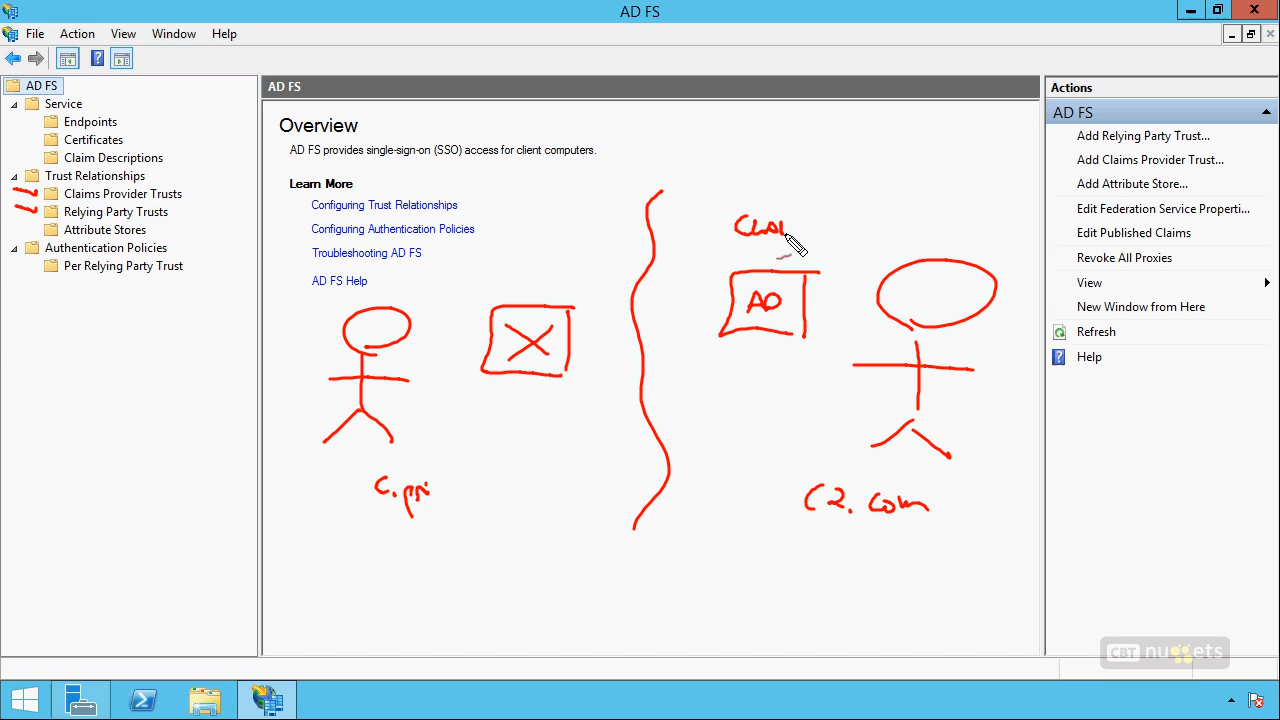 AD FS
File Action View Window Help
AD FS
Service
Endpoints
Certificates
Claim Descriptions
Trust Relationships
Claims Provider Trusts
Relying Party Trusts
Attribute Stores
Authentication Policies
Per Relying Party Trust
AD FS
Overview
AD FS provides single-sign-on (SSO) access for client computers.
Learn More
Configuring Trust Relationships
Configuring Authentication Policies
Troubleshooting AD FS
AD FS Help
CLAI
AD
X
C.pri
C2.com
Actions
AD FS
Add Relying Party Trust...
Add Claims Provider Trust...
Add Attribute Store...
Edit Federation Service Properti...
Edit Published Claims
Revoke All Proxies
View
New Window from Here
Refresh
Help
CBT nuggets